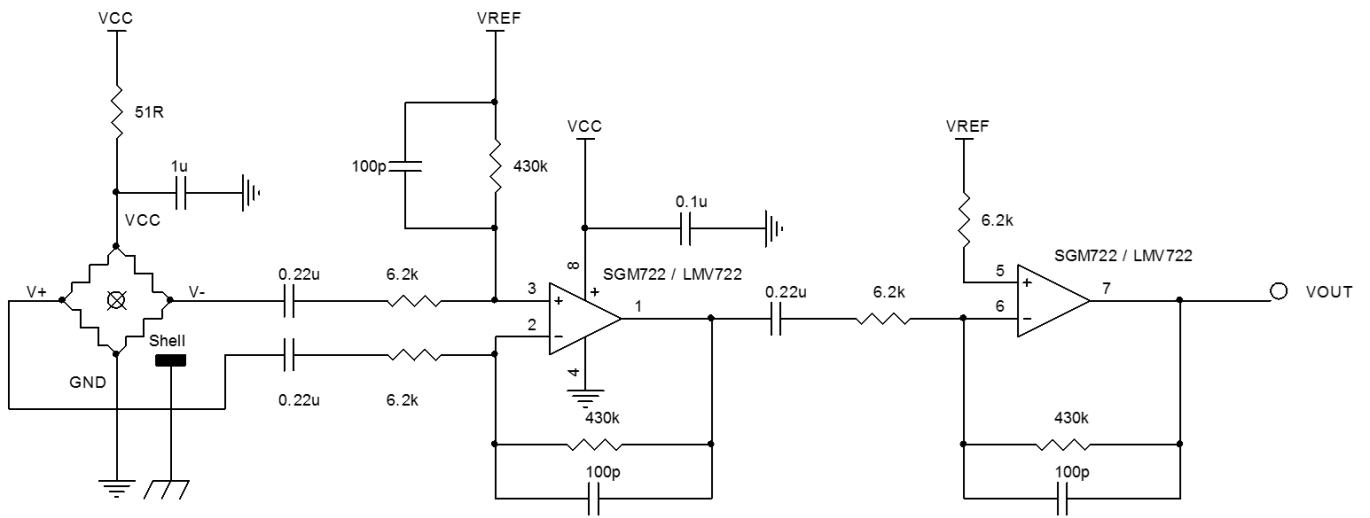 VCC
VREF
51R
VCC
VREF
100p
430k
1u
0.1u
6.2k
VCC
SGM722 / LMV722
SGM722 / LMV722
8
5
+
7
V+
V-
0.22u
6.2k
3
+
+
1
0.22u
6.2k
6
-
VOUT
2
-
Shell
4
GND
0.22u
6.2k
430k
430k
100p
100p